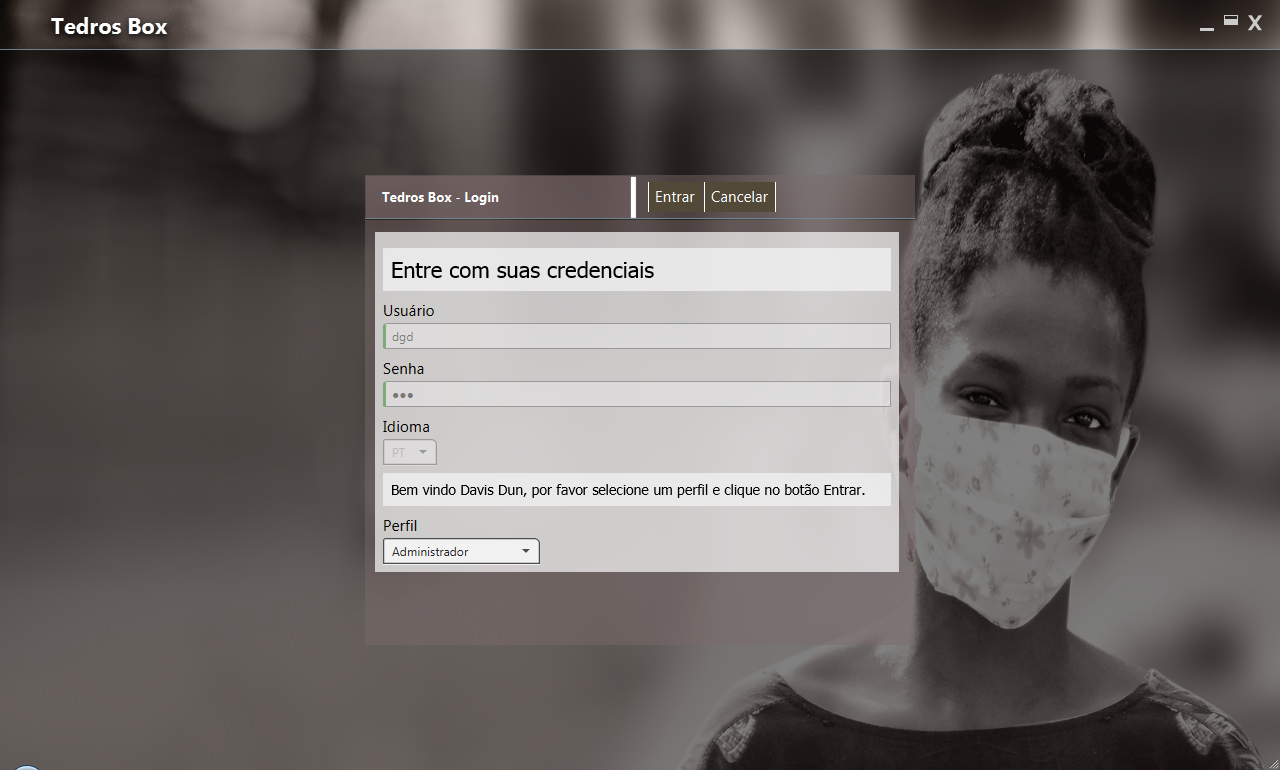 Tedros Box
Tedros Box - Login
Entrar
Cancelar
Entre com suas credenciais
Usuário
dgd
Senha
●●●
Idioma
PT
Bem vindo Davis Dun, por favor selecione um perfil e clique no botão Entrar.
Perfil
Administrador